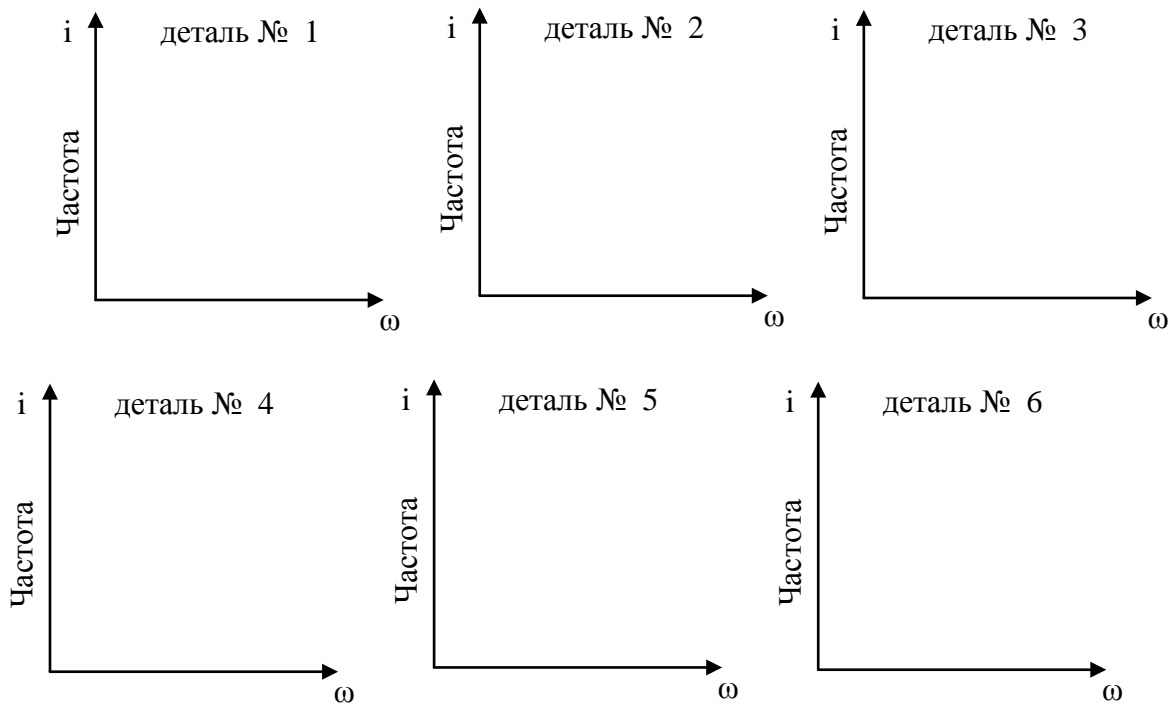 i деталь № 1
Частота
ω
i деталь № 2
Частота
ω
i деталь № 3
Частота
ω
i деталь № 4
Частота
ω
i деталь № 5
Частота
ω
i деталь № 6
Частота
ω